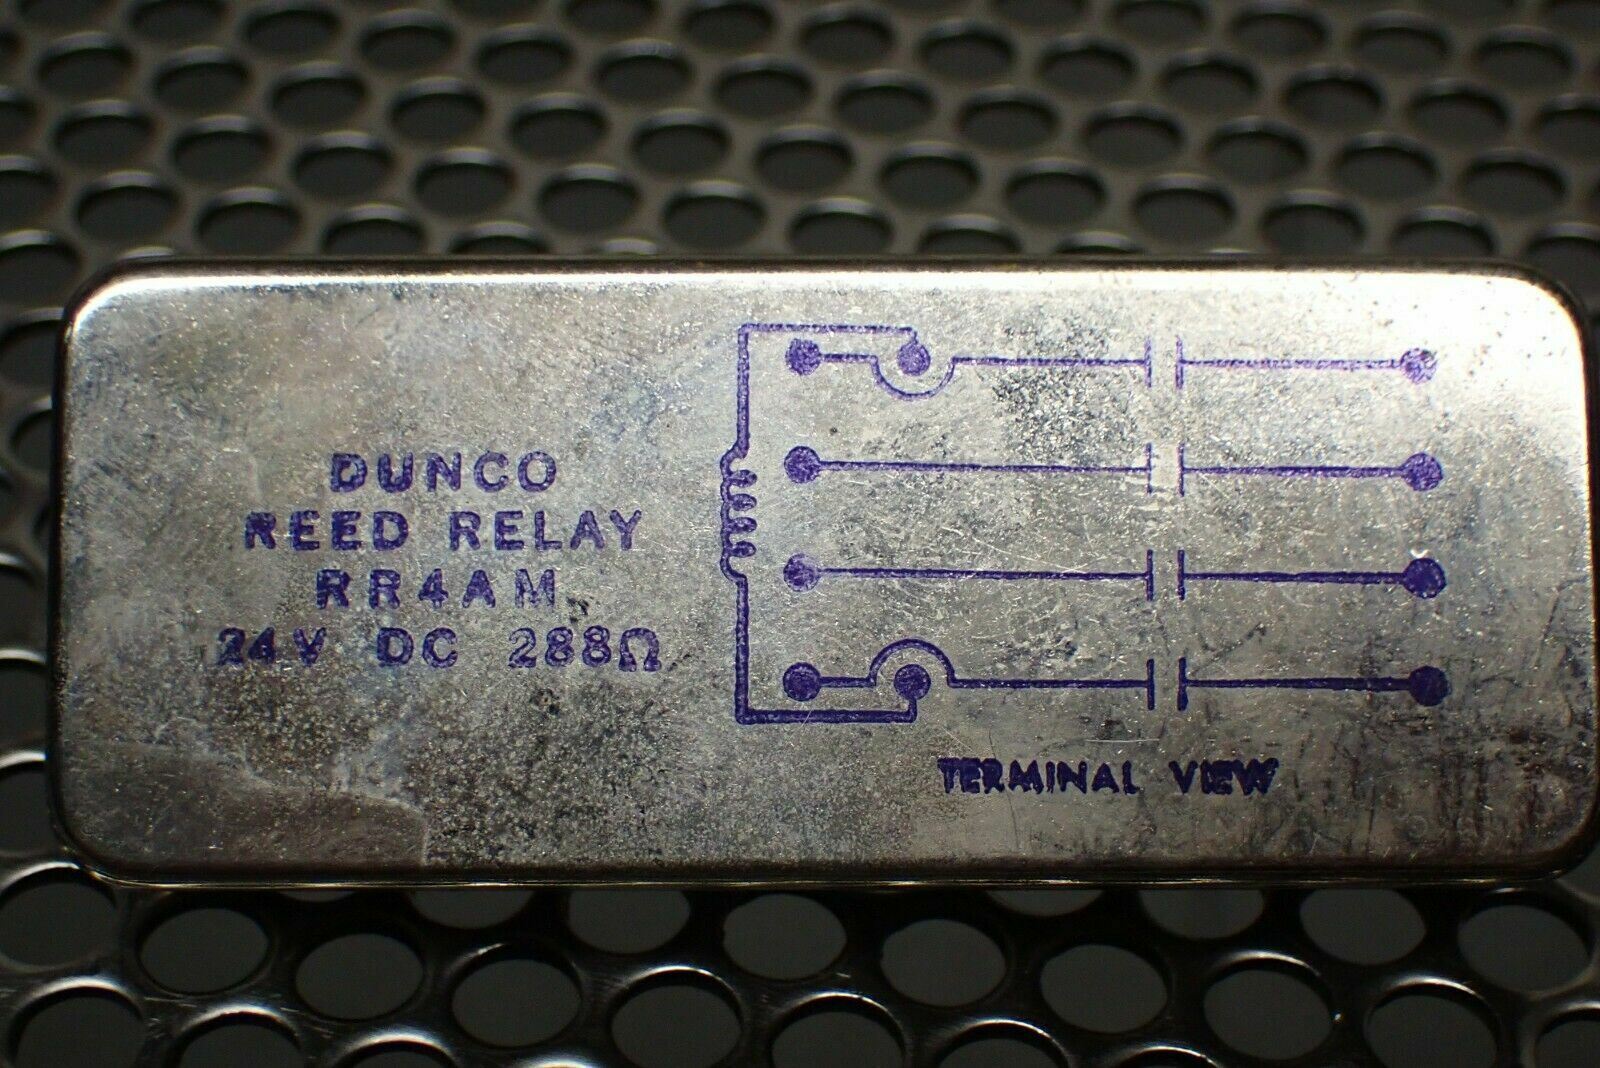 DUNCO
REED RELAY
RR4AM
24V DC 288Ω
TERMINAL VIEW